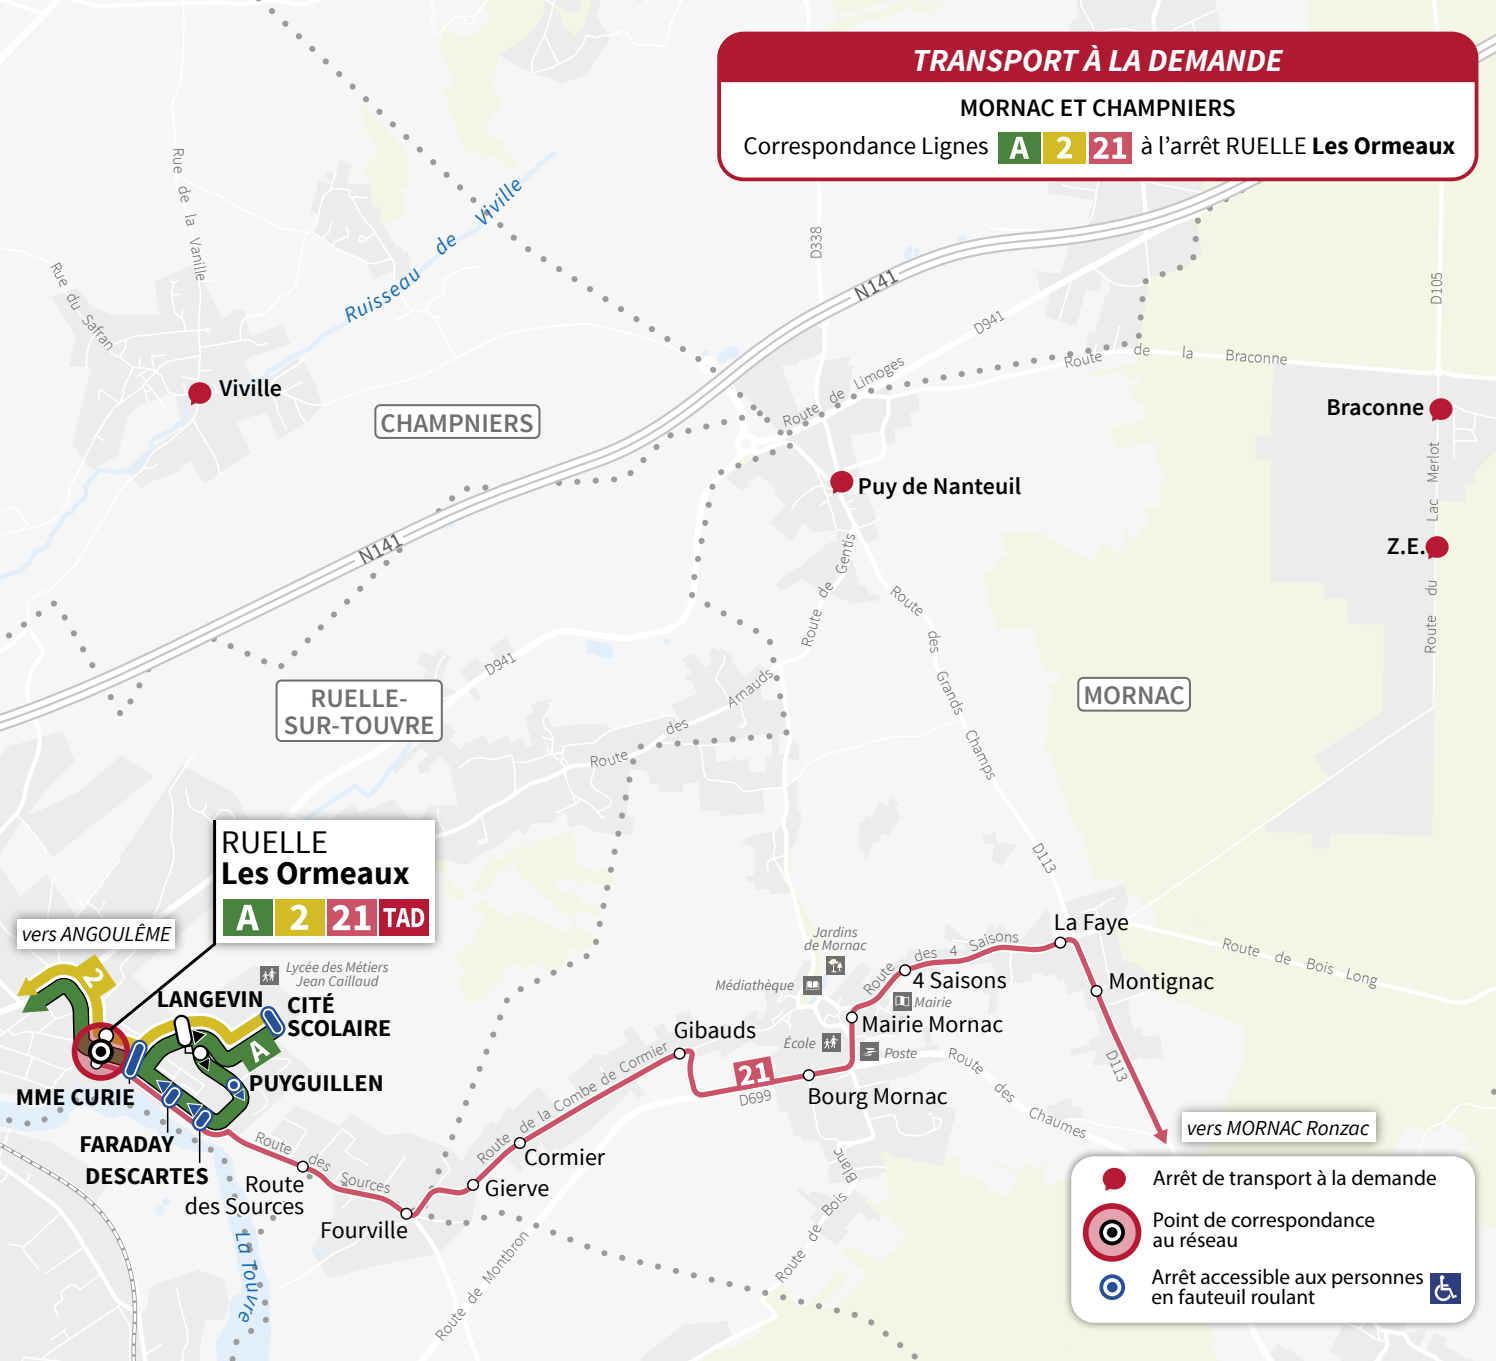 TRANSPORT À LA DEMANDE
MORNAC ET CHAMPNIERS
Correspondance Lignes A 2 21 à l'arrêt RUELLE Les Ormeaux
Rue de la Vanille
Rue du Safran
Ruisseau de Viville
Viville
CHAMPNIERS
D338
N141
D941
D105
Route de la Braconne
Route de Limoges
Braconne
Puy de Nanteuil
Z.E.
Route du Lac Merlot
N141
Route de Gentis
Route des Grands Champs
D941
RUELLE-
SUR-TOUVRE
Route des Arnauds
MORNAC
D113
RUELLE
Les Ormeaux
A 2 21 TAD
vers ANGOULÊME
2
Lycée des Métiers
Jean Caillaud
LANGEVIN
CITÉ
SCOLAIRE
A
PUYGUILLEN
MME CURIE
FARADAY
DESCARTES
Route des Sources
Route
des Sources
Fourville
Gierve
Cormier
Route de la Combe de Cormier
Gibauds
21
D699
Bourg Mornac
École
Poste
Mairie Mornac
Mairie
Médiathèque
Jardins
de Mornac
Route des 4 Saisons
4 Saisons
La Faye
Montignac
Route de Bois Long
D113
Route des Chaumes
Route de Bois Blanc
Route de Montbron
La Touvre
vers MORNAC Ronzac
Arrêt de transport à la demande
Point de correspondance
au réseau
Arrêt accessible aux personnes
en fauteuil roulant